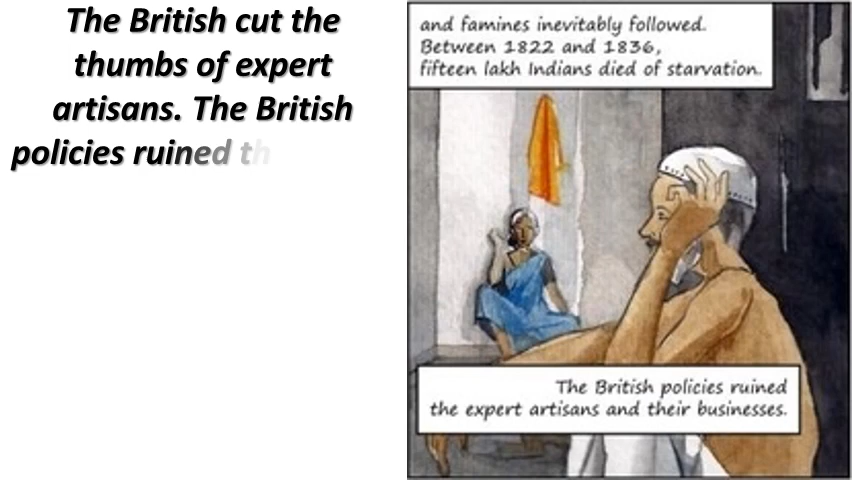 The British cut the
thumbs of expert
artisans. The British
policies ruined th
and famines inevitably followed.
Between 1822 and 1836,
fifteen lakh Indians died of starvation.
The British policies ruined
the expert artisans and their businesses.